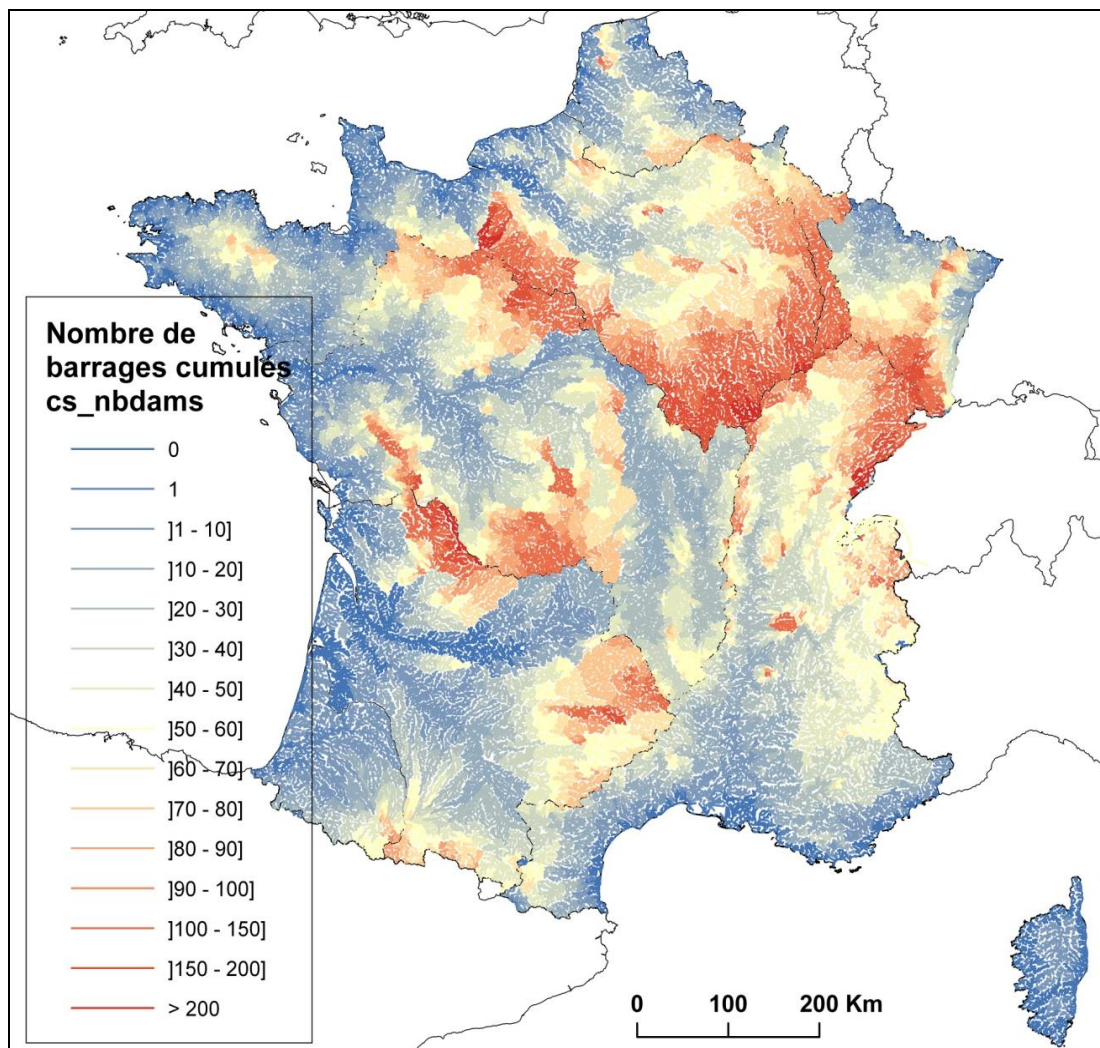 Nombre de
barrages cumulés
cs_nbdams
0
1
]1 - 10]
]10 - 20]
]20 - 30]
]30 - 40]
]40 - 50]
]50 - 60]
]60 - 70]
]70 - 80]
]80 - 90]
]90 - 100]
]100 - 150]
]150 - 200]
> 200
0 100 200 Km